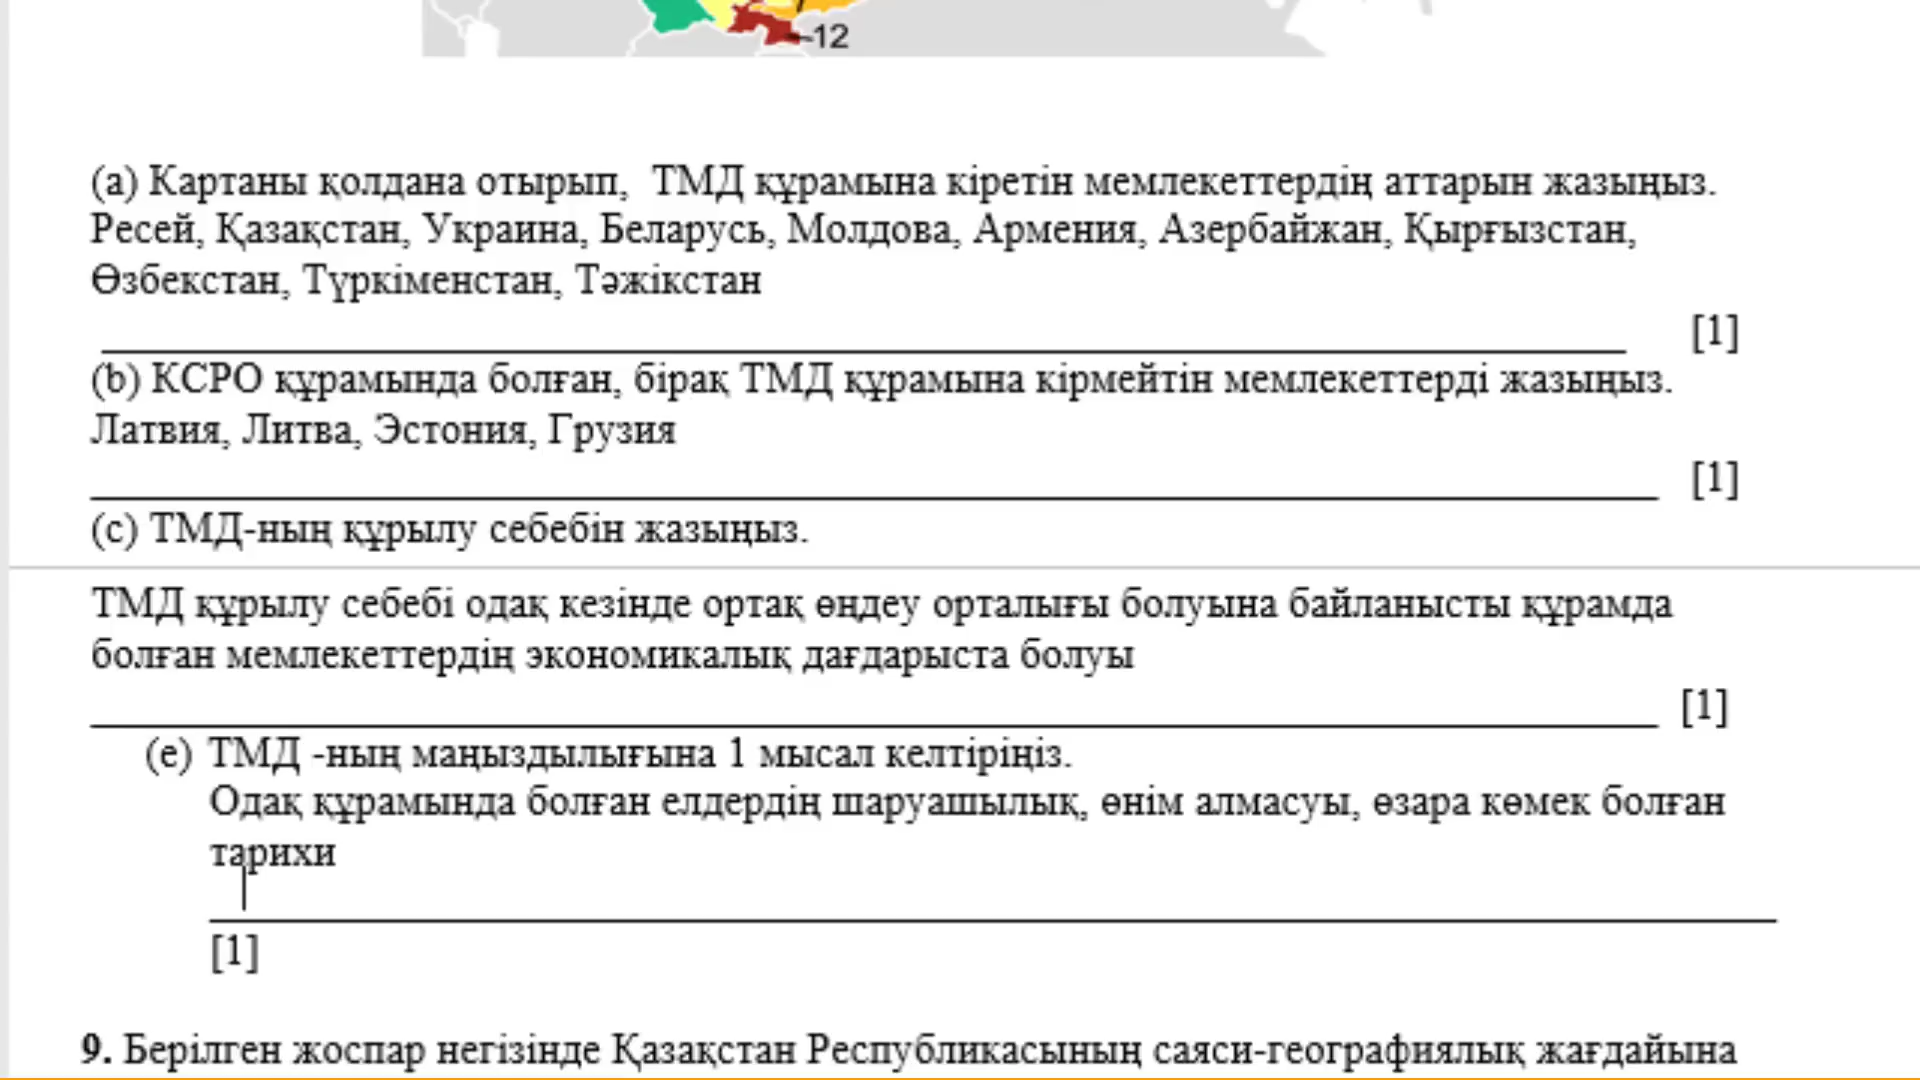 12
(a) Картаны қолдана отырып, ТМД құрамына кіретін мемлекеттердің аттарын жазыңыз.
Ресей, Қазақстан, Украина, Беларусь, Молдова, Армения, Азербайжан, Қырғызстан,
Өзбекстан, Түркіменстан, Тәжікстан
[1]
(b) КСРО құрамында болған, бірақ ТМД құрамына кірмейтін мемлекеттерді жазыңыз.
Латвия, Литва, Эстония, Грузия
[1]
(c) ТМД-ның құрылу себебін жазыңыз.
ТМД құрылу себебі одақ кезінде ортақ өңдеу орталығы болуына байланысты құрамда
болған мемлекеттердің экономикалық дағдарыста болуы
[1]
(e) ТМД -ның маңыздылығына 1 мысал келтіріңіз.
Одақ құрамында болған елдердің шаруашылық, өнім алмасуы, өзара көмек болған
тарихи
[1]
9. Берілген жоспар негізінде Қазақстан Республикасының саяси-географиялық жағдайына